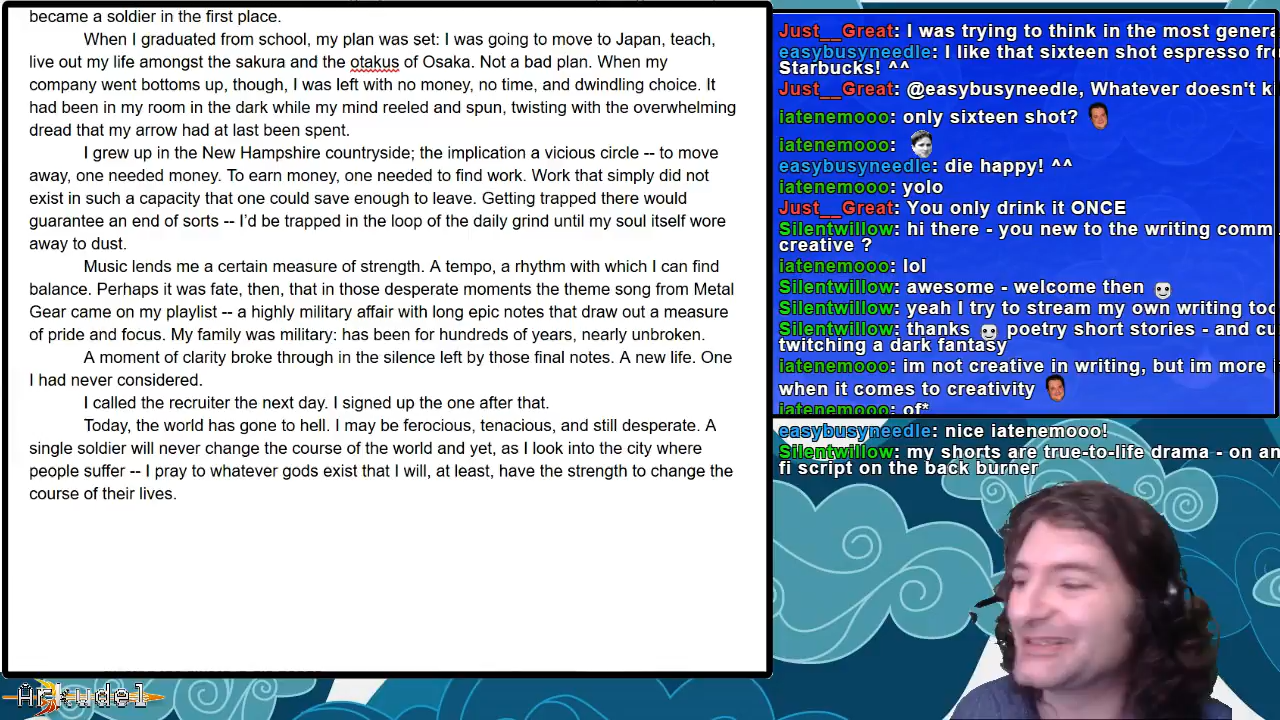 became a soldier in the first place.
When I graduated from school, my plan was set: I was going to move to Japan, teach,
live out my life amongst the sakura and the otakus of Osaka. Not a bad plan. When my
company went bottoms up, though, I was left with no money, no time, and dwindling choice. It
had been in my room in the dark while my mind reeled and spun, twisting with the overwhelming
dread that my arrow had at last been spent.
I grew up in the New Hampshire countryside; the implication a vicious circle -- to move
away, one needed money. To earn money, one needed to find work. Work that simply did not
exist in such a capacity that one could save enough to leave. Getting trapped there would
guarantee an end of sorts -- I'd be trapped in the loop of the daily grind until my soul itself wore
away to dust.
Music lends me a certain measure of strength. A tempo, a rhythm with which I can find
balance. Perhaps it was fate, then, that in those desperate moments the theme song from Metal
Gear came on my playlist -- a highly military affair with long epic notes that draw out a measure
of pride and focus. My family was military: has been for hundreds of years, nearly unbroken.
A moment of clarity broke through in the silence left by those final notes. A new life. One
I had never considered.
I called the recruiter the next day. I signed up the one after that.
Today, the world has gone to hell. I may be ferocious, tenacious, and still desperate. A
single soldier will never change the course of the world and yet, as I look into the city where
people suffer -- I pray to whatever gods exist that I will, at least, have the strength to change the
course of their lives.
Just__Great: I was trying to think in the most genera
easybusyneedle: I like that sixteen shot espresso fr
Starbucks! ^^
Just__Great: @easybusyneedle, Whatever doesn't k
iatenemooo: only sixteen shot?
iatenemooo:
easybusyneedle: die happy! ^^
iatenemooo: yolo
Just__Great: You only drink it ONCE
Silentwillow: hi there - you new to the writing comm
creative ?
iatenemooo: lol
Silentwillow: awesome - welcome then
Silentwillow: yeah I try to stream my own writing too
Silentwillow: thanks poetry short stories - and cu
twitching a dark fantasy
iatenemooo: im not creative in writing, but im more i
when it comes to creativity
iatenemooo: of*
easybusyneedle: nice iatenemooo!
Silentwillow: my shorts are true-to-life drama - on an
fi script on the back burner
Arkudel